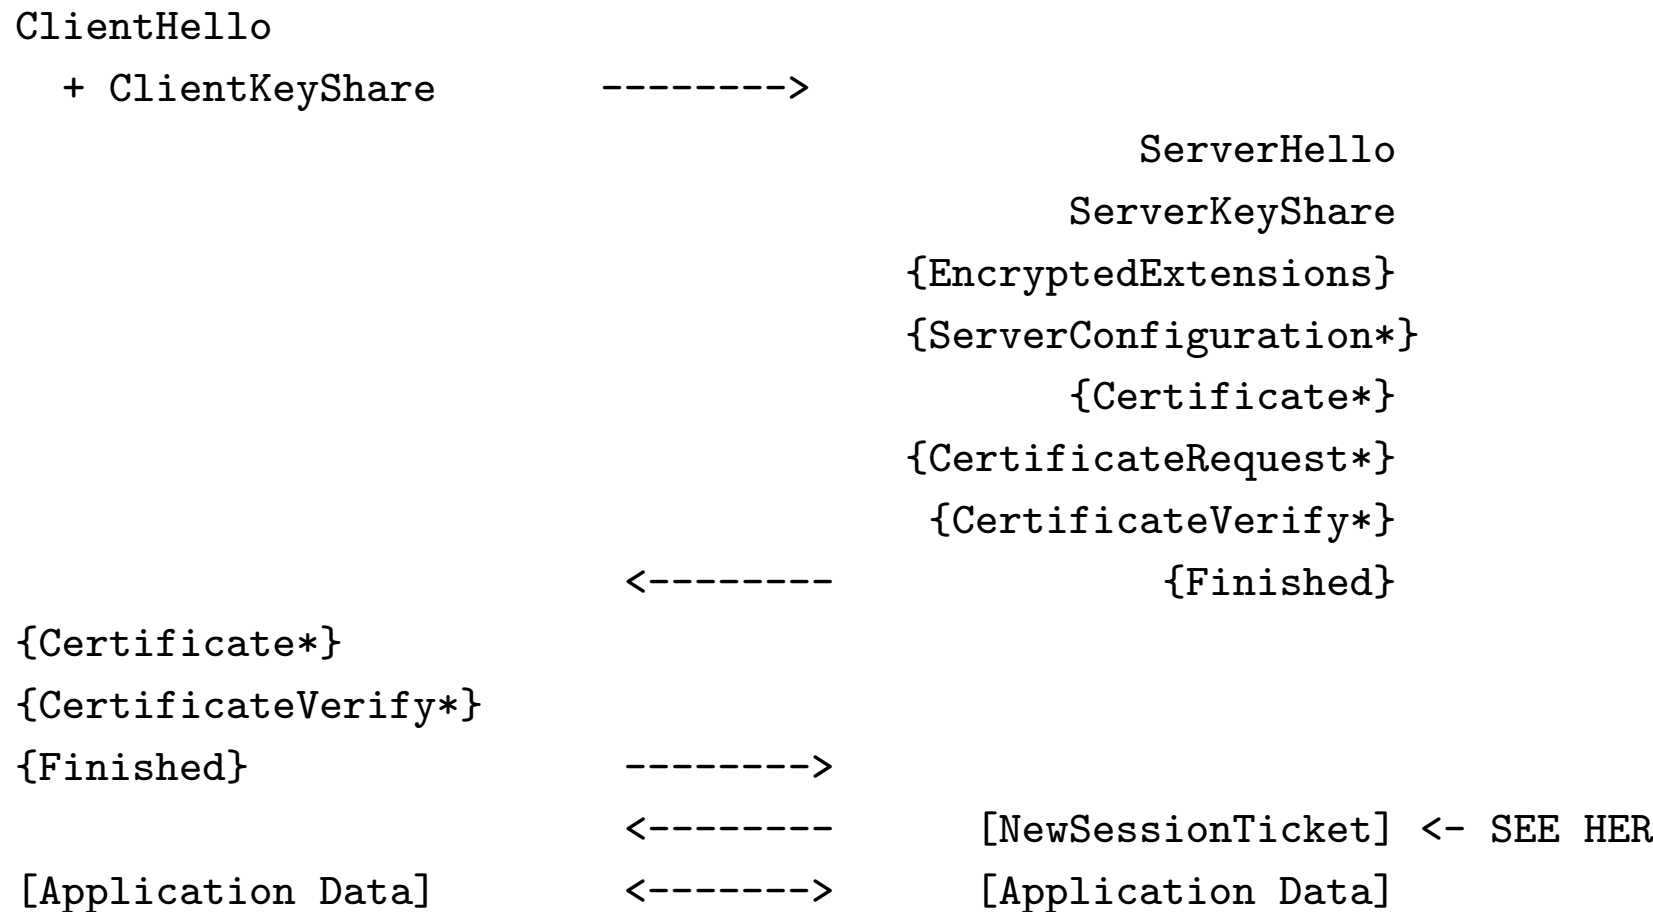 ClientHello
+ ClientKeyShare -------->
ServerHello
ServerKeyShare
{EncryptedExtensions}
{ServerConfiguration*}
{Certificate*}
{CertificateRequest*}
{CertificateVerify*}
<-------- {Finished}
{Certificate*}
{CertificateVerify*}
{Finished} -------->
<-------- [NewSessionTicket] <- SEE HER
[Application Data] <-------> [Application Data]